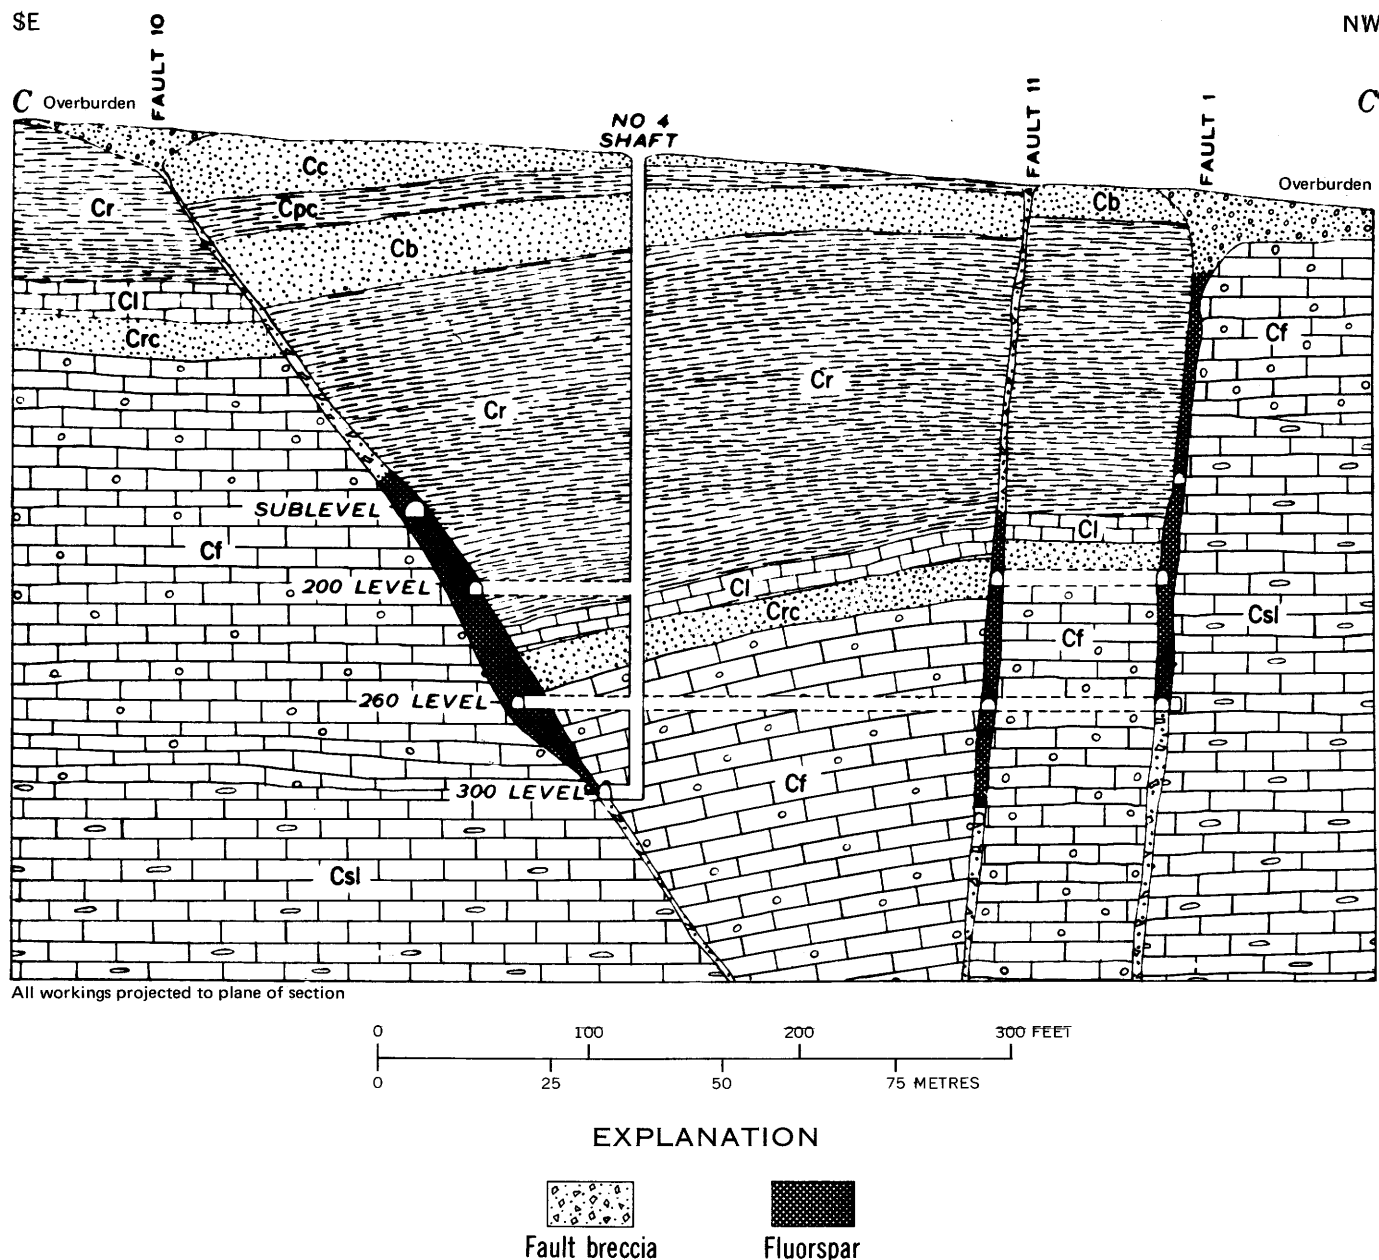 SE
NW
FAULT 10
C Overburden
NO 4
SHAFT
FAULT 11
FAULT 1
C'
Overburden
Cc
Cr
Cpc
Cb
Cb
Cl
Crc
Cf
Cr
Cr
SUBLEVEL
Cl
Cf
200 LEVEL
Cl
Crc
Csl
Cf
260 LEVEL
Cf
300 LEVEL
Csl
All workings projected to plane of section
0 100 200 300 FEET
0 25 50 75 METRES
EXPLANATION
Fault breccia
Fluorspar